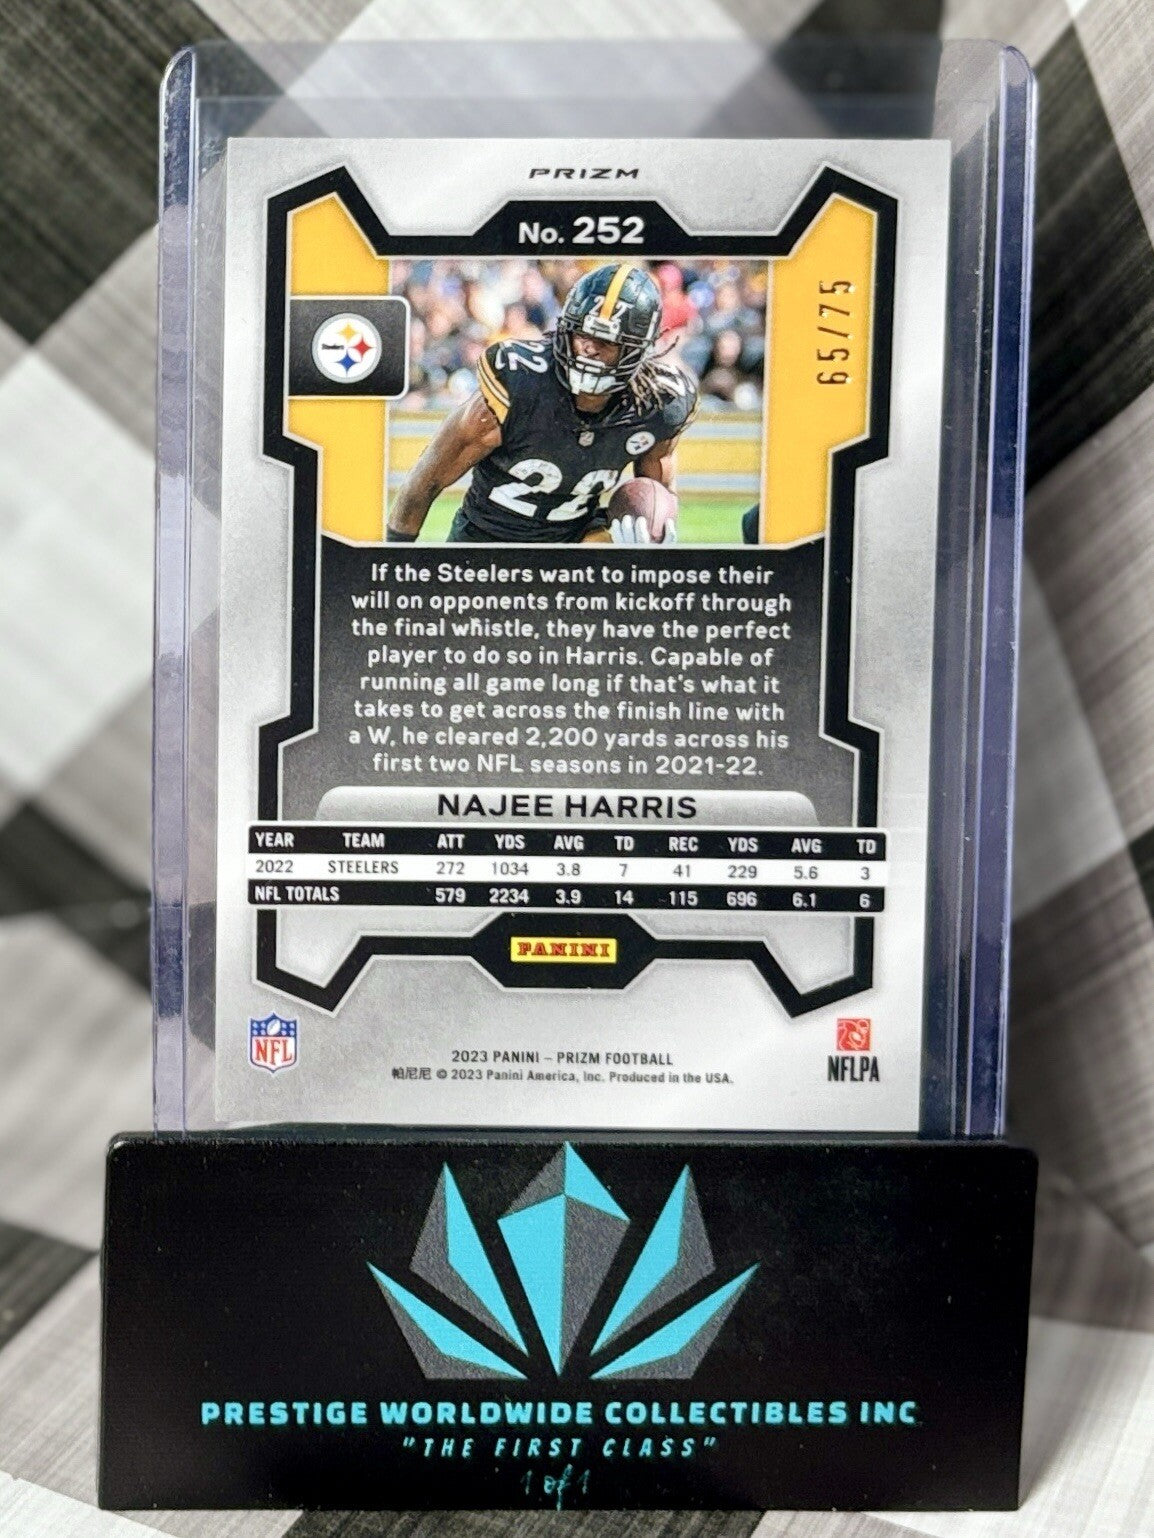 PRIZM
No. 252
65/75
Steelers
22
22
22
If the Steelers want to impose their
will on opponents from kickoff through
the final whistle, they have the perfect
player to do so in Harris. Capable of
running all game long if that's what it
takes to get across the finish line with
a W, he cleared 2,200 yards across his
first two NFL seasons in 2021-22.
NAJEE HARRIS
YEAR TEAM ATT YDS AVG TD REC YDS AVG TD
2022 STEELERS 272 1034 3.8 7 41 229 5.6 3
NFL TOTALS 579 2234 3.9 14 115 696 6.1 6
PANINI
NFL
NFLPA
2023 PANINI – PRIZM FOOTBALL
帕尼尼 © 2023 Panini America, Inc. Produced in the USA.
PRESTIGE WORLDWIDE COLLECTIBLES INC
"THE FIRST CLASS"
1 of 1